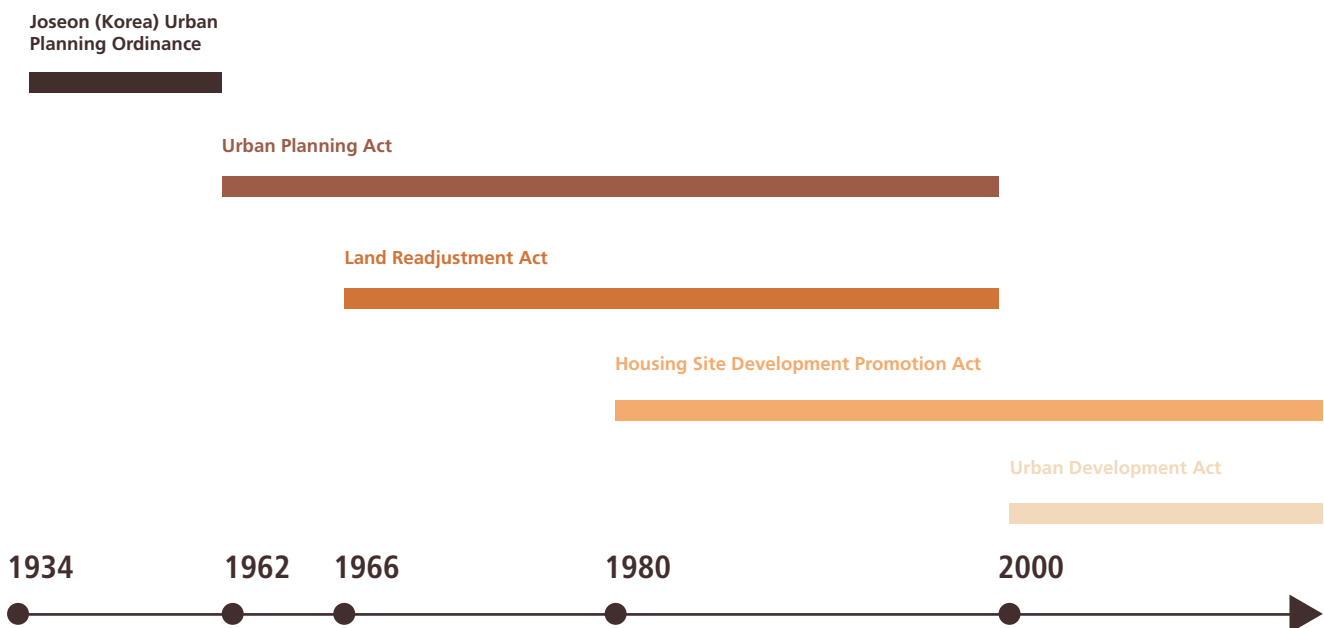 Joseon (Korea) Urban
Planning Ordinance
Urban Planning Act
Land Readjustment Act
Housing Site Development Promotion Act
Urban Development Act
1934
1962
1966
1980
2000